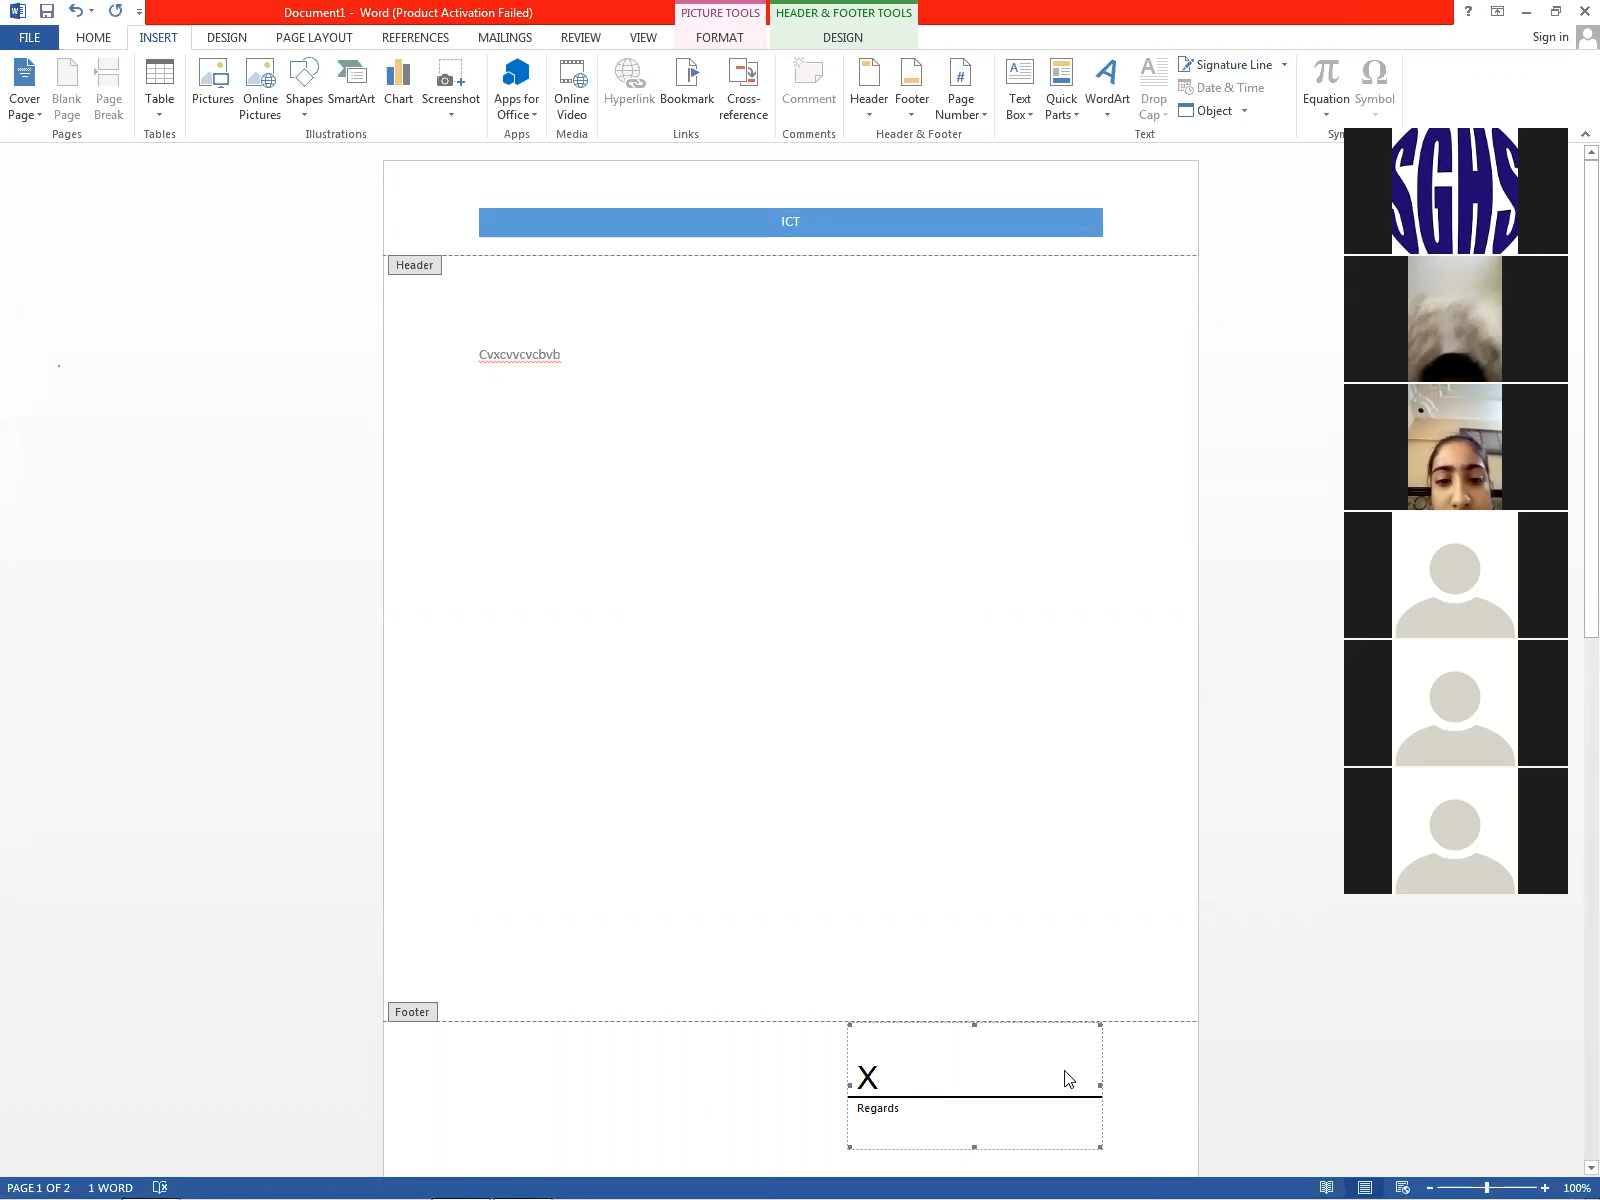 Document1 - Word (Product Activation Failed)
PICTURE TOOLS
HEADER & FOOTER TOOLS
?
FILE
HOME
INSERT
DESIGN
PAGE LAYOUT
REFERENCES
MAILINGS
REVIEW
VIEW
FORMAT
DESIGN
Sign in
Cover Page
Blank Page
Page Break
Table
Pictures
Online Pictures
Shapes
SmartArt
Chart
Screenshot
Apps for Office
Online Video
Hyperlink
Bookmark
Cross-reference
Comment
Header
Footer
Page Number
Text Box
Quick Parts
WordArt
Drop Cap
Signature Line
Date & Time
Object
Equation
Symbol
Pages
Tables
Illustrations
Apps
Media
Links
Comments
Header & Footer
Text
SGHS
ICT
Header
Cvxcvvcvcbvb
Footer
X
Regards
PAGE 1 OF 2
1 WORD
100%